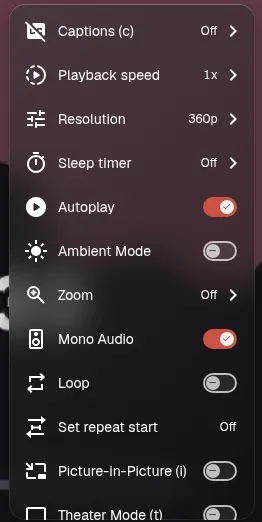 Captions (c) Off
Playback speed 1x
Resolution 360p
Sleep timer Off
Autoplay
Ambient Mode
Zoom Off
Mono Audio
Loop
Set repeat start Off
Picture-in-Picture (i)
Theater Mode (t)